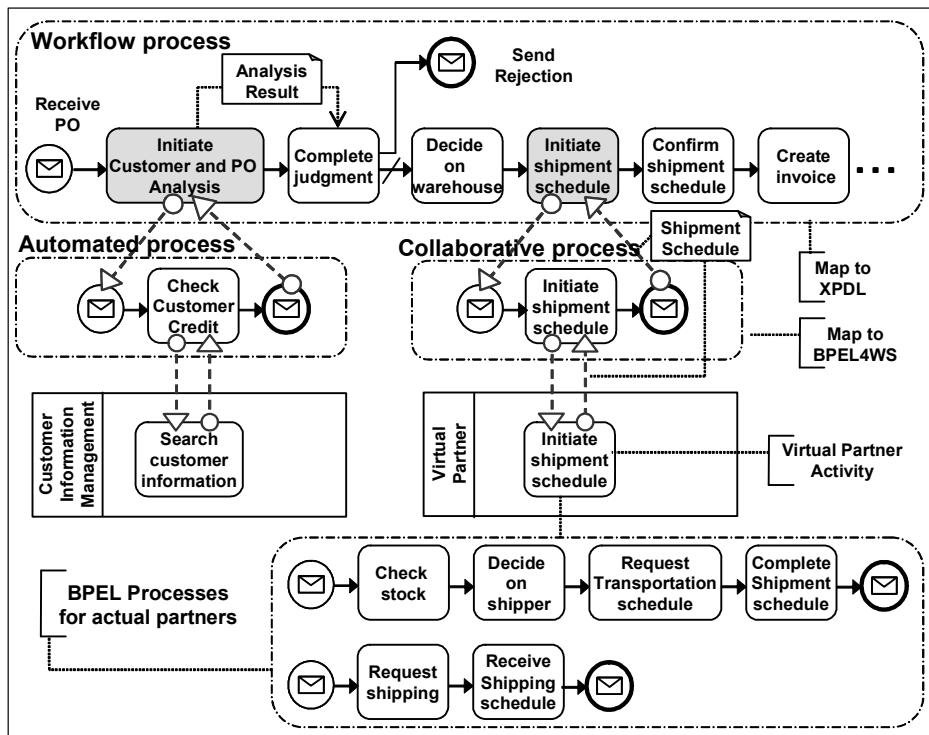 Workflow process
Analysis
Result
Send
Rejection
Receive
PO
Initiate
Customer and PO
Analysis
Complete
judgment
Decide
on
warehouse
Initiate
shipment
schedule
Confirm
shipment
schedule
Create
invoice
...
Automated process
Collaborative process
Shipment
Schedule
Map to
XPDL
Check
Customer
Credit
Initiate
shipment
schedule
Map to
BPEL4WS
Customer
Information
Management
Search
customer
information
Virtual
Partner
Initiate
shipment
schedule
Virtual Partner
Activity
BPEL Processes
for actual partners
Check
stock
Decide
on
shipper
Request
Transportation
schedule
Complete
Shipment
schedule
Request
shipping
Receive
Shipping
schedule